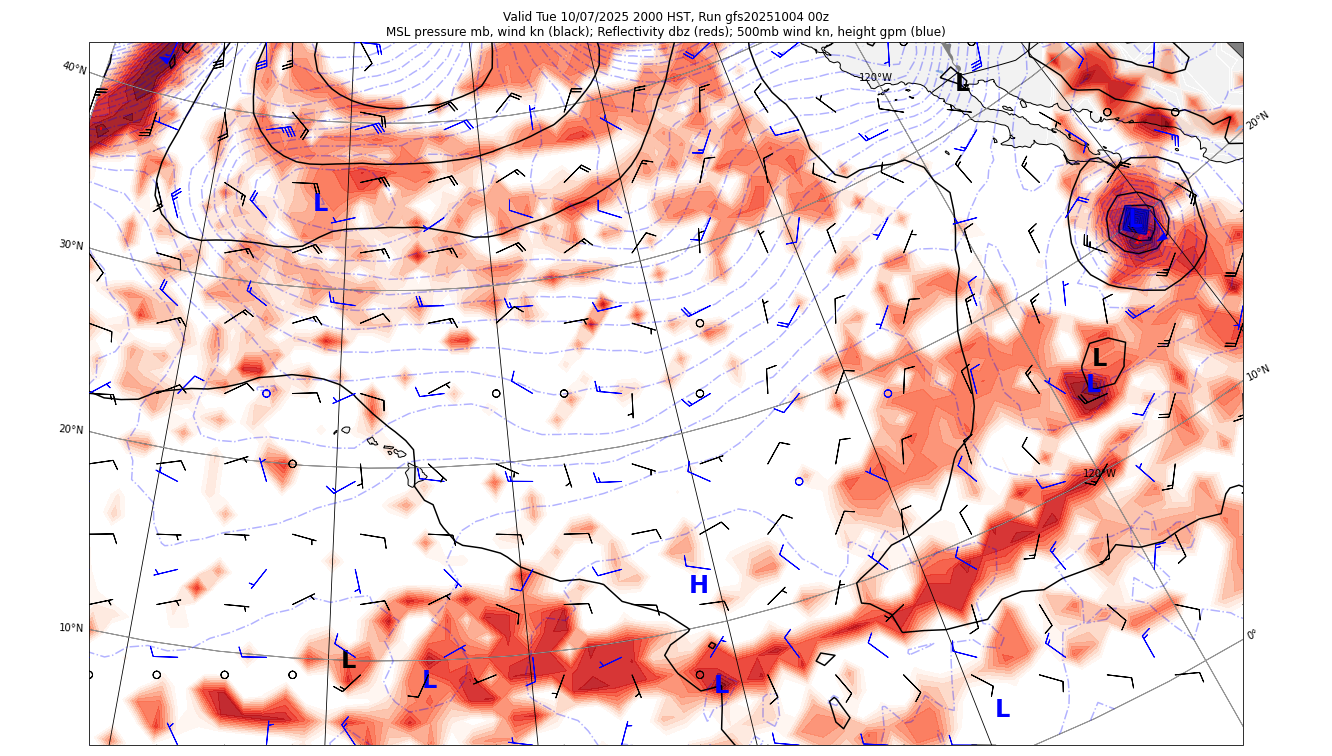 Valid Tue 10/07/2025 2000 HST, Run gfs20251004 00z
MSL pressure mb, wind kn (black); Reflectivity dbz (reds); 500mb wind kn, height gpm (blue)
40°N
120°W
L
20°N
L
30°N
L
10°N
L
20°N
120°W
H
10°N
0°
L
L
L
L